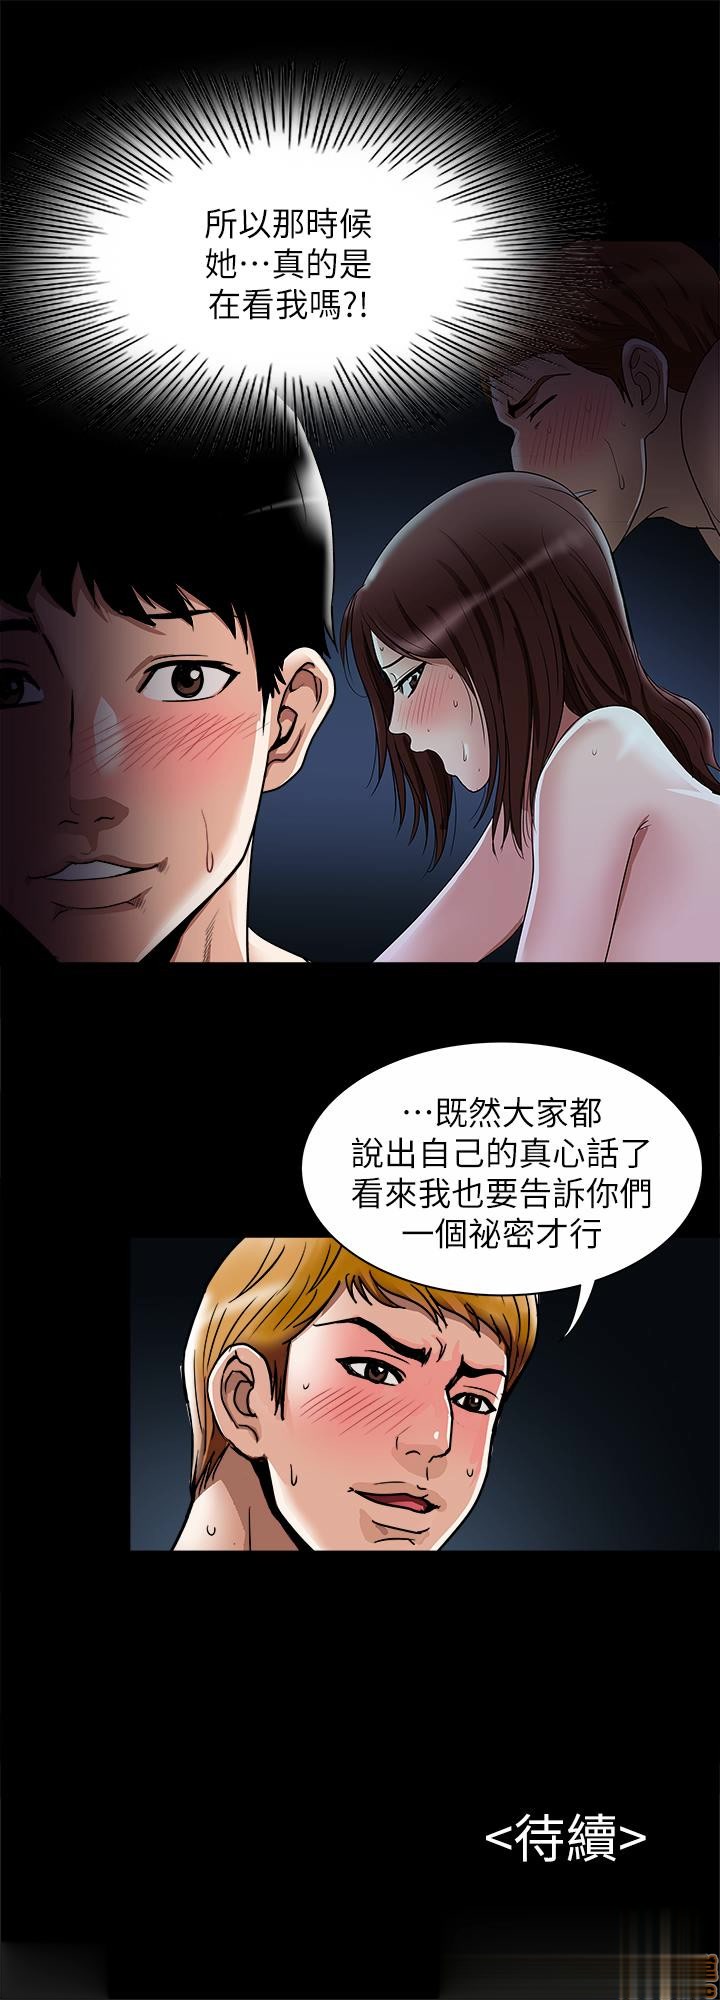 所以那時候
她⋯真的是
在看我嗎?!
⋯既然大家都
說出自己的真心話了
看來我也要告訴你們
一個祕密才行
<待續>